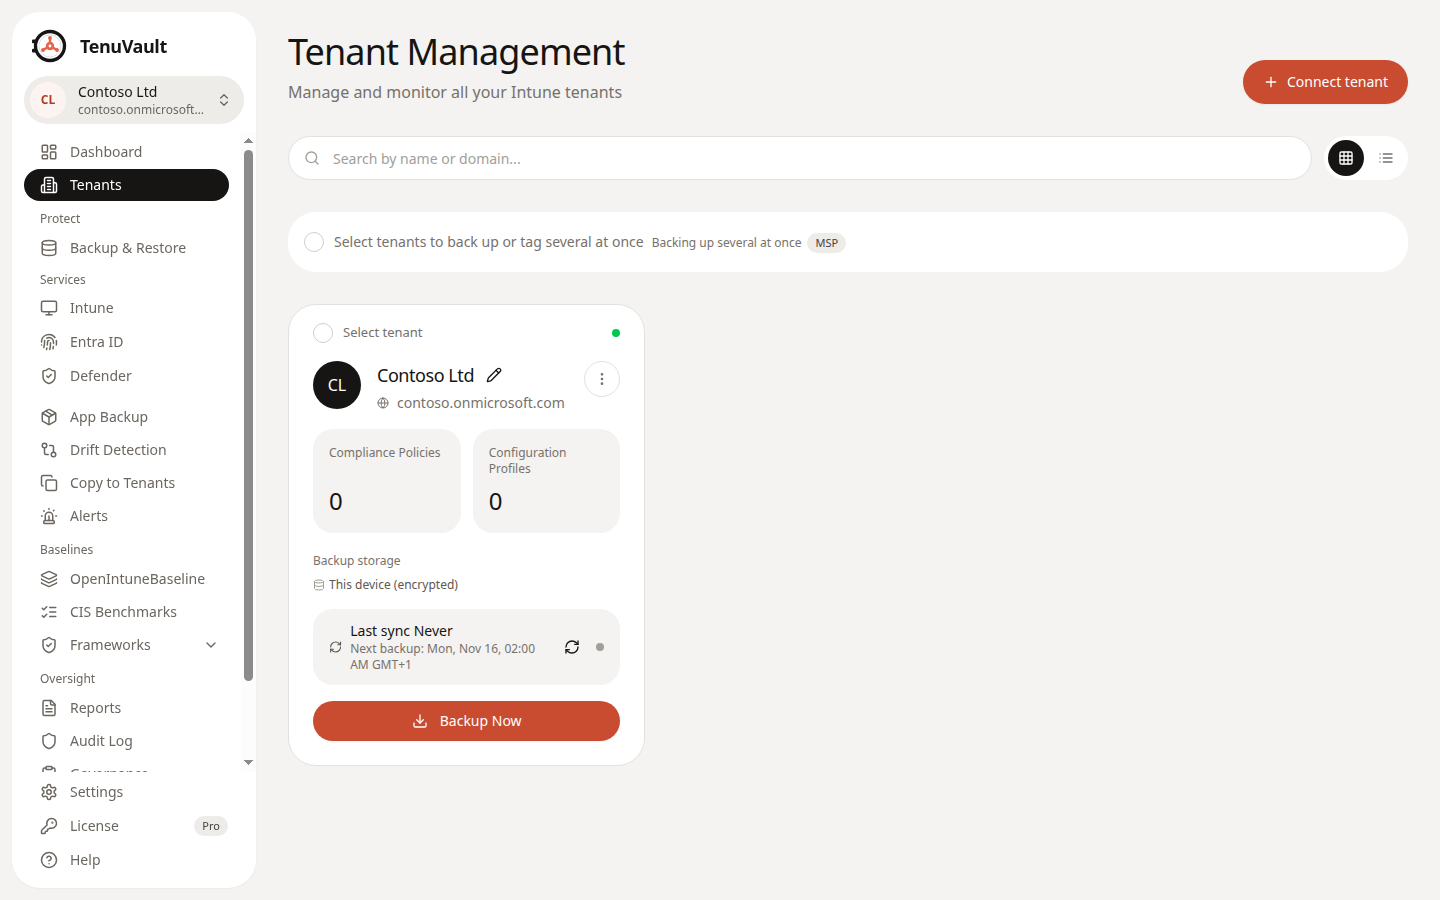 TenuVault
CL
Contoso Ltd
contoso.onmicrosoft...
Dashboard
Tenants
Protect
Backup & Restore
Services
Intune
Entra ID
Defender
App Backup
Drift Detection
Copy to Tenants
Alerts
Baselines
OpenIntuneBaseline
CIS Benchmarks
Frameworks
Oversight
Reports
Audit Log
Settings
License
Pro
Help
Tenant Management
Manage and monitor all your Intune tenants
Connect tenant
Search by name or domain...
Select tenants to back up or tag several at once Backing up several at once MSP
Select tenant
CL
Contoso Ltd
contoso.onmicrosoft.com
Compliance Policies
0
Configuration
Profiles
0
Backup storage
This device (encrypted)
Last sync Never
Next backup: Mon, Nov 16, 02:00
AM GMT+1
Backup Now